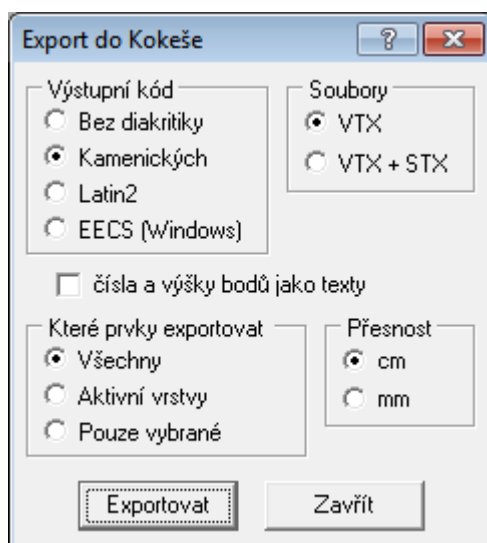 Export do Kokeše
Výstupní kód
Bez diakritiky
Kamenických
Latin2
EECS (Windows)
Soubory
VTX
VTX + STX
čísla a výšky bodů jako texty
Které prvky exportovat
Všechny
Aktivní vrstvy
Pouze vybrané
Přesnost
cm
mm
Exportovat
Zavřít